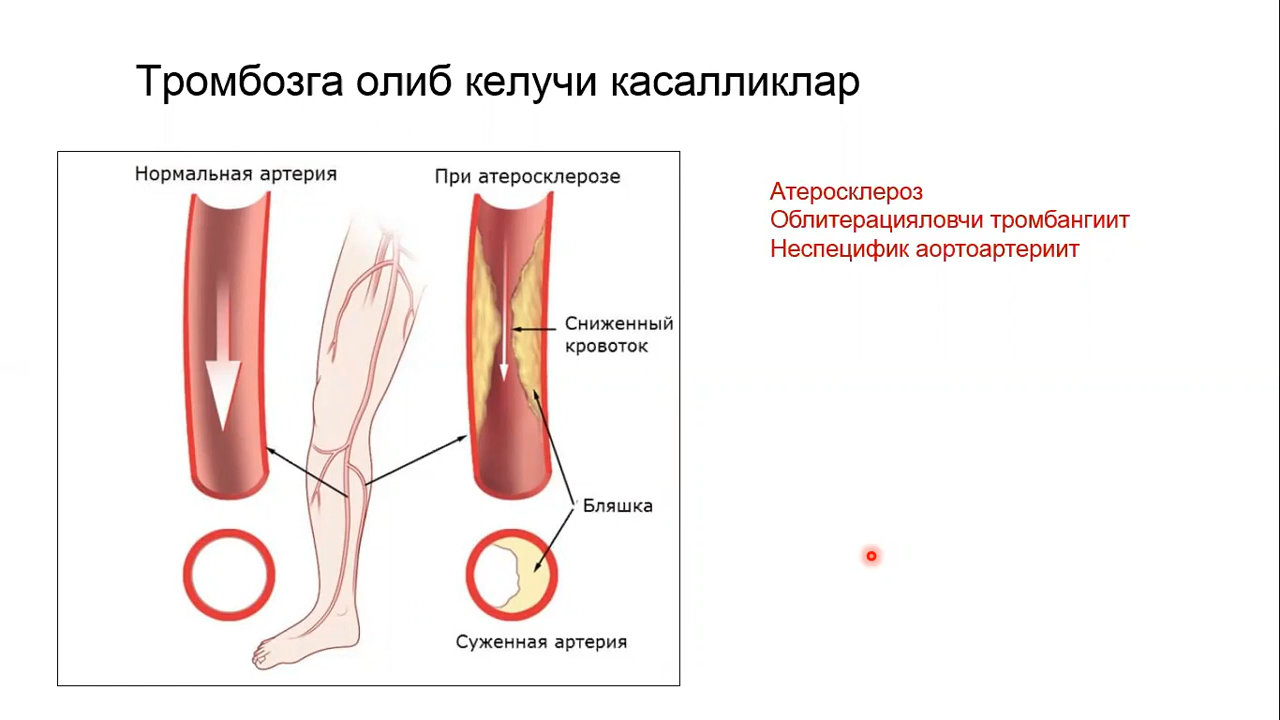 Тромбозга олиб келучи касалликлар
Нормальная артерия
При атеросклерозе
Сниженный
кровоток
Бляшка
Суженная артерия
Атеросклероз
Облитерацияловчи тромбангиит
Неспецифик аортоартериит